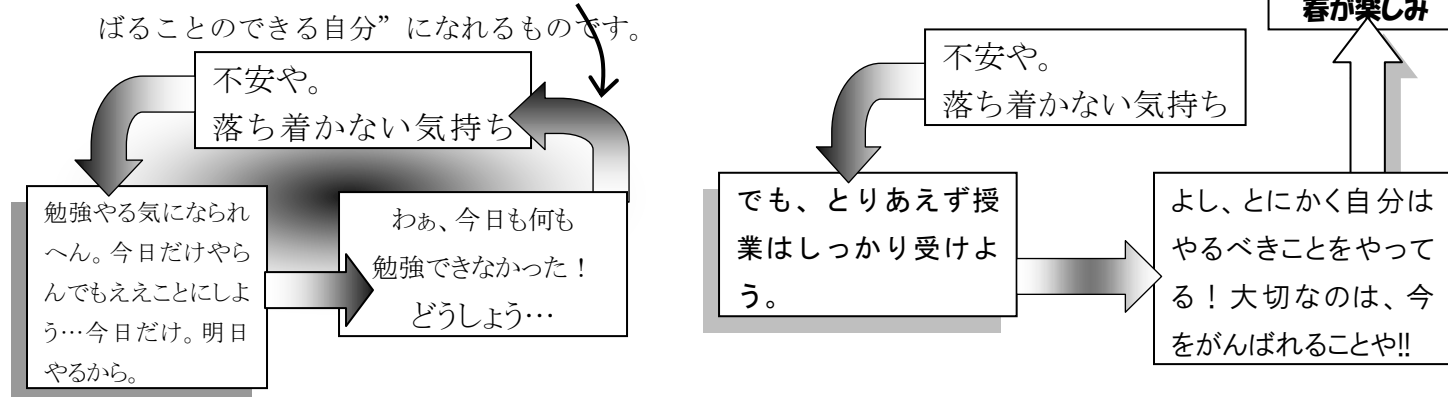 ばることのできる自分”になれるものです。
不安や。
落ち着かない気持ち
勉強やる気になられ
へん。今日だけやら
んでもええことにしよ
う…今日だけ。明日
やるから。
わぁ、今日も何も
勉強できなかった！
どうしょう…
春が楽しみ
不安や。
落ち着かない気持ち
でも、とりあえず授
業はしっかり受けよ
う。
よし、とにかく自分は
やるべきことをやって
る！大切なのは、今
をがんばれることや!!